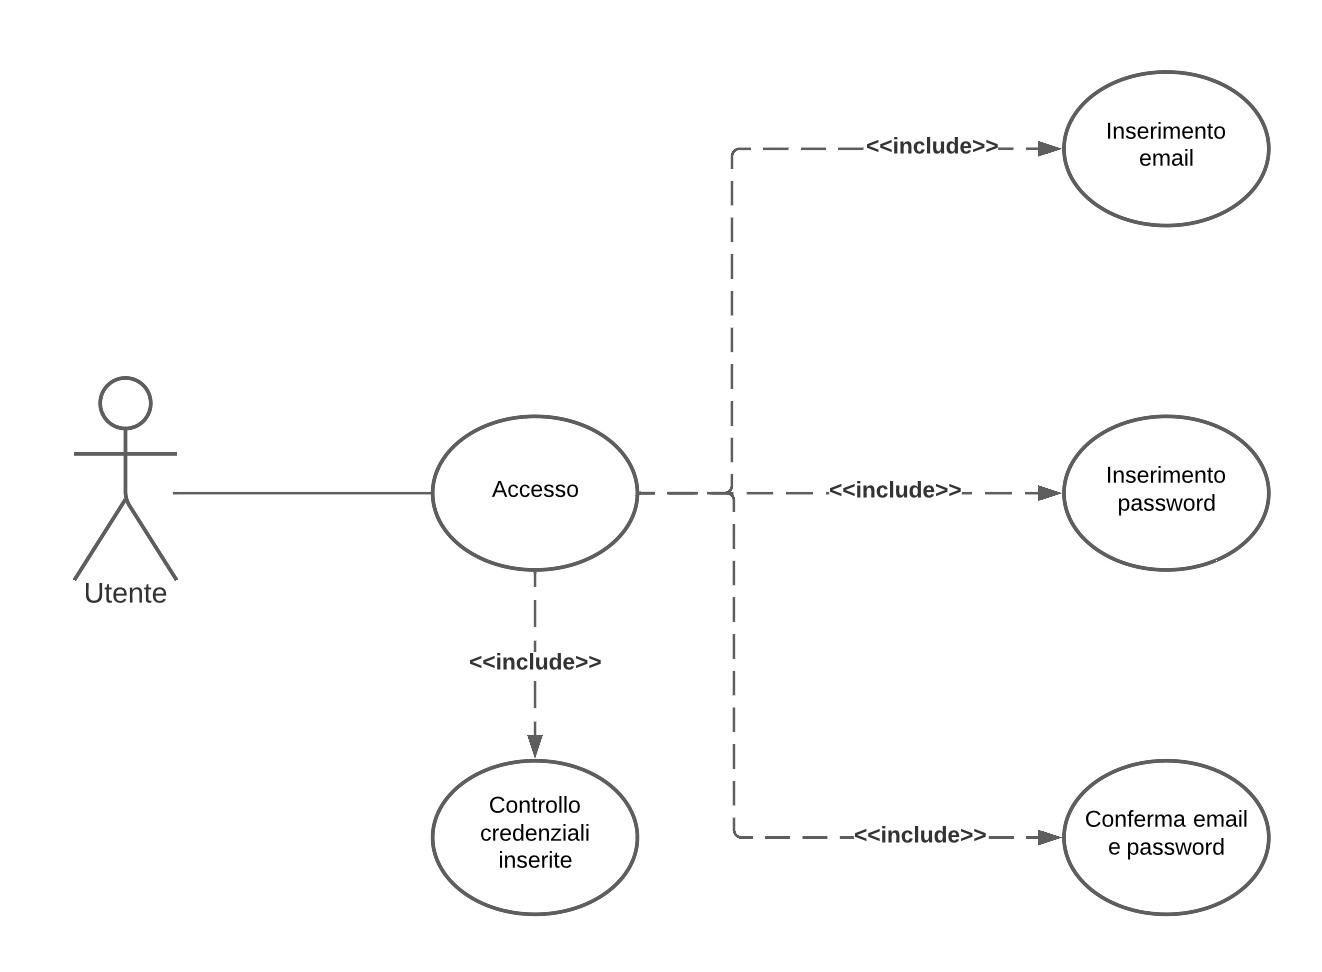 <<include>>
Inserimento
email
Utente
Accesso
<<include>>
Inserimento
password
<<include>>
Controllo
credenziali
inserite
<<include>>
Conferma email
e password